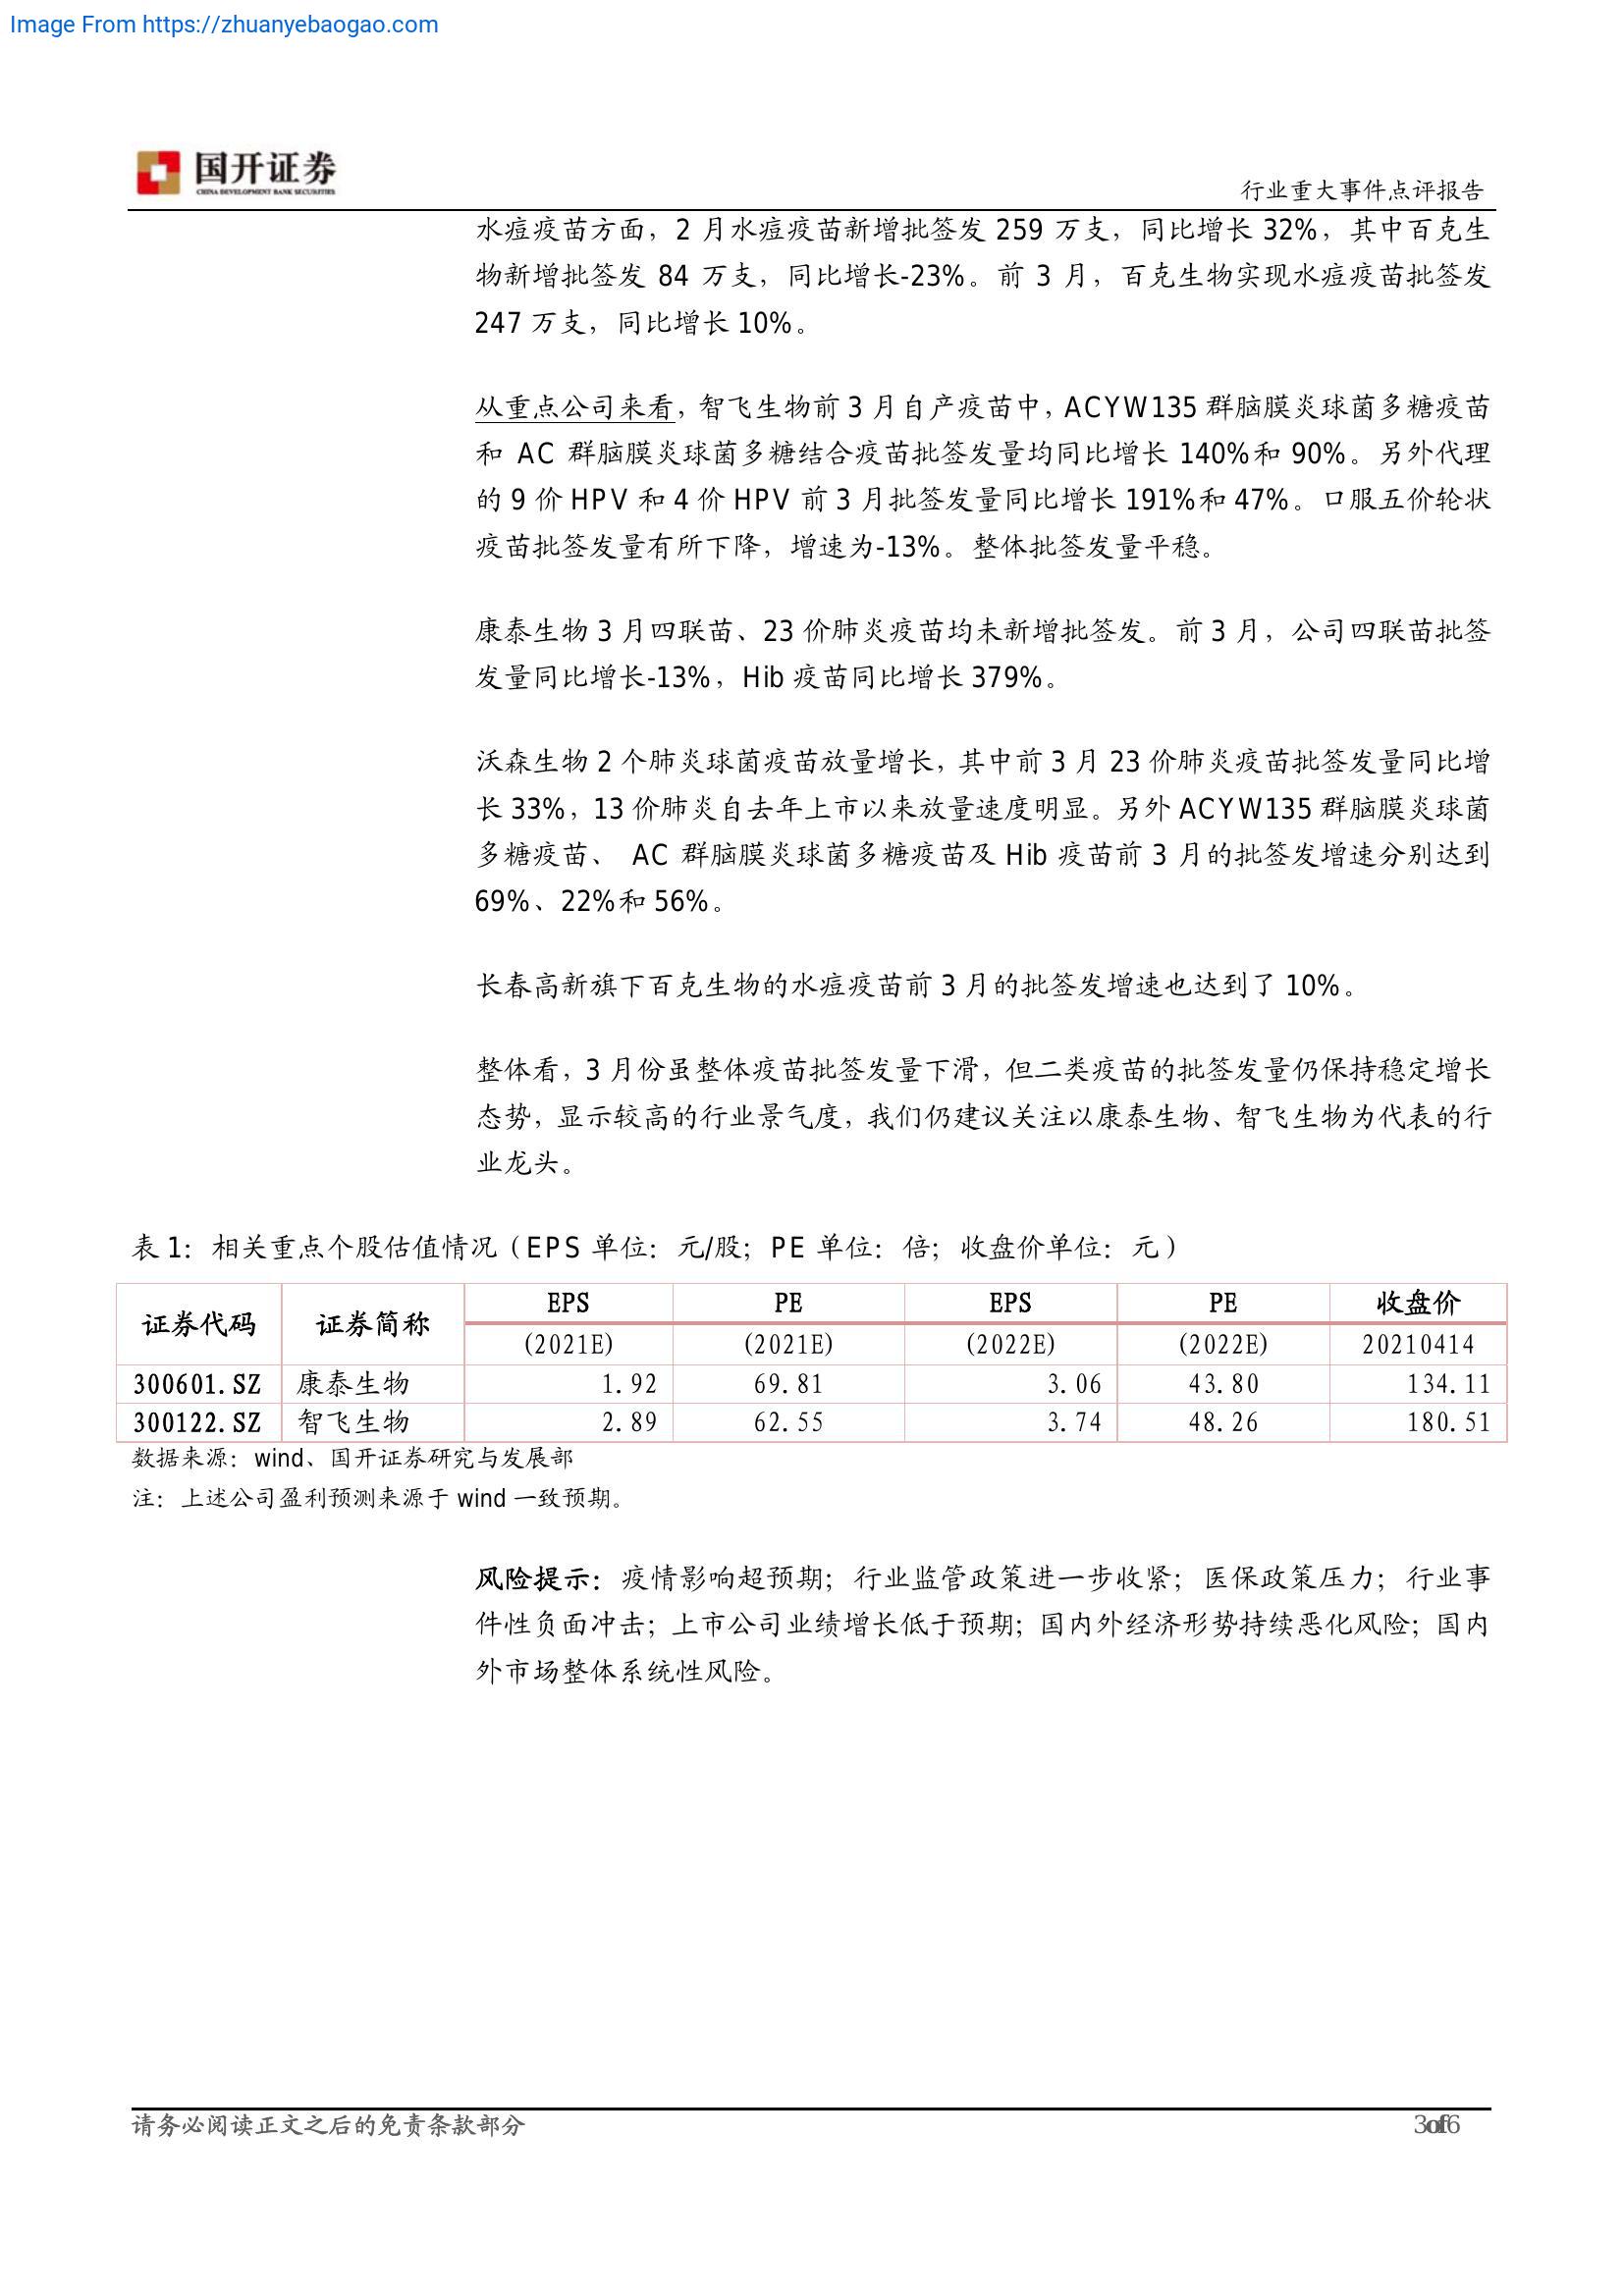 Image From https://zhuanyebaogao.com
国开证券
CHINA DEVELOPMENT BANK SECURITIES
行业重大事件点评报告
水痘疫苗方面，2 月水痘疫苗新增批签发 259 万支，同比增长 32%，其中百克生
物新增批签发 84 万支，同比增长-23%。前 3 月，百克生物实现水痘疫苗批签发
247 万支，同比增长 10%。
从重点公司来看，智飞生物前 3 月自产疫苗中，ACYW135 群脑膜炎球菌多糖疫苗
和 AC 群脑膜炎球菌多糖结合疫苗批签发量均同比增长 140%和 90%。另外代理
的 9 价 HPV 和 4 价 HPV 前 3 月批签发量同比增长 191%和 47%。口服五价轮状
疫苗批签发量有所下降，增速为-13%。整体批签发量平稳。
康泰生物 3 月四联苗、23 价肺炎疫苗均未新增批签发。前 3 月，公司四联苗批签
发量同比增长-13%，Hib 疫苗同比增长 379%。
沃森生物 2 个肺炎球菌疫苗放量增长，其中前 3 月 23 价肺炎疫苗批签发量同比增
长 33%，13 价肺炎自去年上市以来放量速度明显。另外 ACYW135 群脑膜炎球菌
多糖疫苗、 AC 群脑膜炎球菌多糖疫苗及 Hib 疫苗前 3 月的批签发增速分别达到
69%、22%和 56%。
长春高新旗下百克生物的水痘疫苗前 3 月的批签发增速也达到了 10%。
整体看，3 月份虽整体疫苗批签发量下滑，但二类疫苗的批签发量仍保持稳定增长
态势，显示较高的行业景气度，我们仍建议关注以康泰生物、智飞生物为代表的行
业龙头。
表 1：相关重点个股估值情况（EPS 单位：元/股；PE 单位：倍；收盘价单位：元）
证券代码 证券简称 EPS PE EPS PE 收盘价
(2021E) (2021E) (2022E) (2022E) 20210414
300601.SZ 康泰生物 1.92 69.81 3.06 43.80 134.11
300122.SZ 智飞生物 2.89 62.55 3.74 48.26 180.51
数据来源：wind、国开证券研究与发展部
注：上述公司盈利预测来源于 wind 一致预期。
风险提示：疫情影响超预期；行业监管政策进一步收紧；医保政策压力；行业事
件性负面冲击；上市公司业绩增长低于预期；国内外经济形势持续恶化风险；国内
外市场整体系统性风险。
请务必阅读正文之后的免责条款部分
3of6